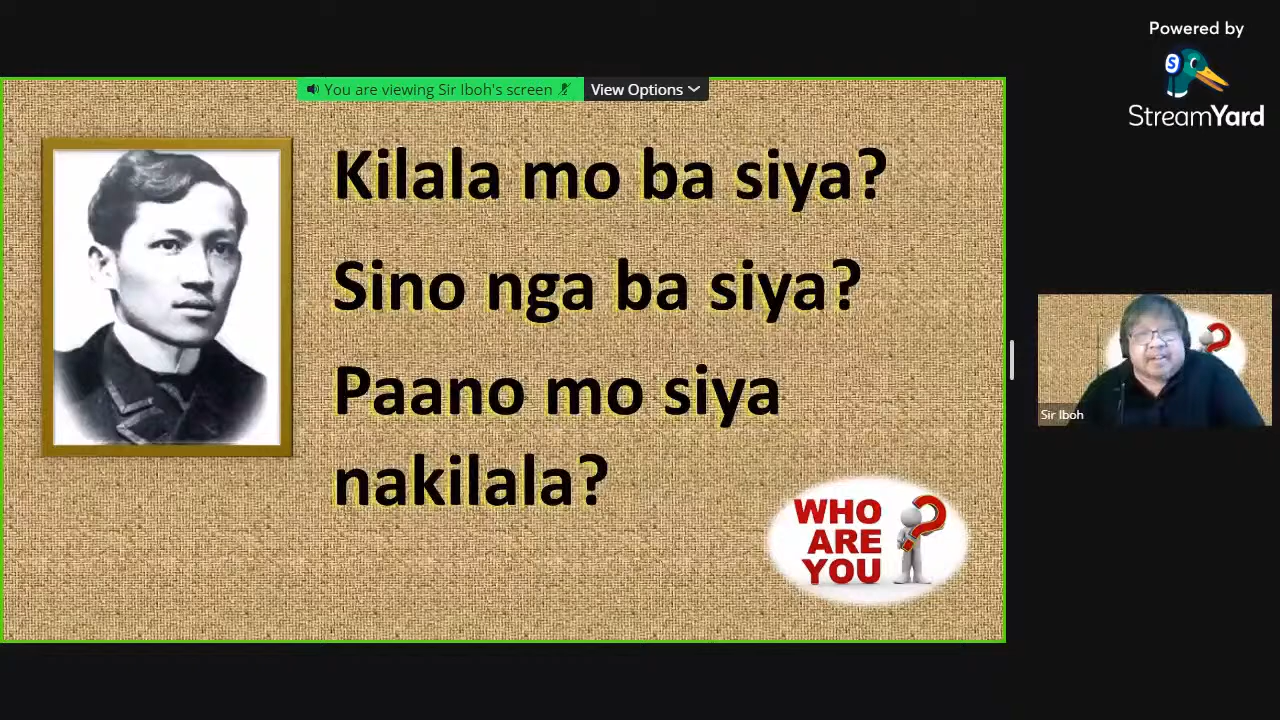 Powered by
StreamYard
You are viewing Sir Iboh's screen
View Options
Kilala mo ba siya?
Sino nga ba siya?
Paano mo siya
nakilala?
WHO
ARE
YOU
Sir Iboh